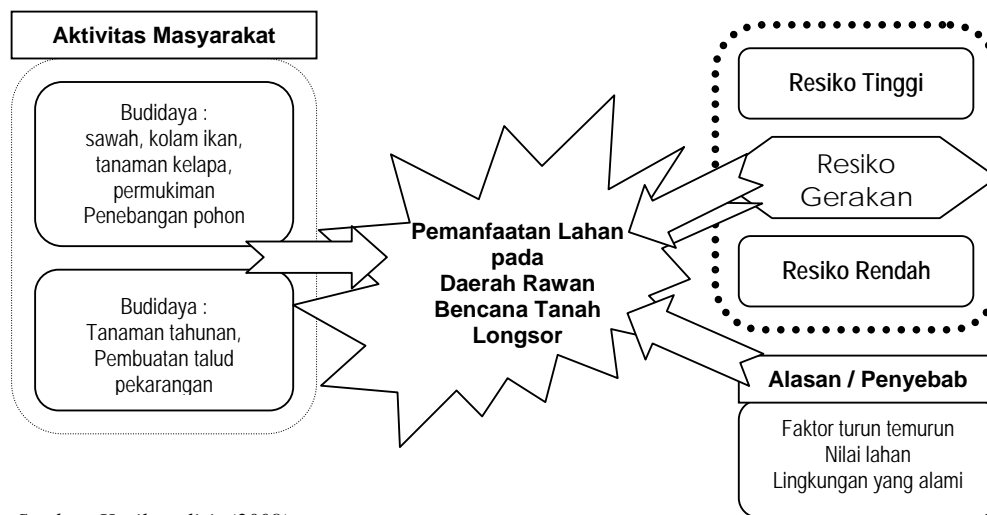 Aktivitas Masyarakat
Budidaya :
sawah, kolam ikan,
tanaman kelapa,
permukiman
Penebangan pohon
Budidaya :
Tanaman tahunan,
Pembuatan talud
pekarangan
Pemanfaatan Lahan
pada
Daerah Rawan
Bencana Tanah
Longsor
Resiko Tinggi
Resiko
Gerakan
Resiko Rendah
Alasan / Penyebab
Faktor turun temurun
Nilai lahan
Lingkungan yang alami